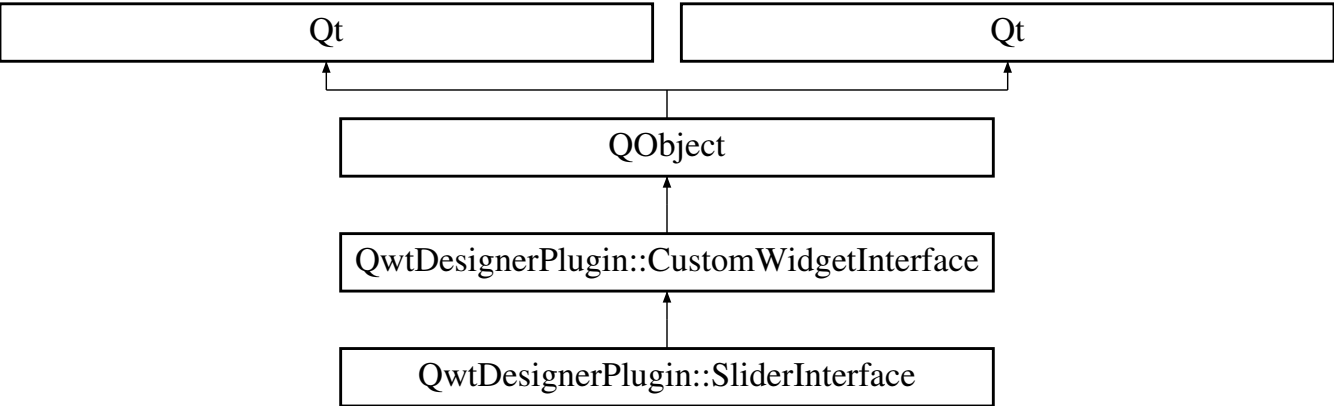 Qt
Qt
QObject
QwtDesignerPlugin::CustomWidgetInterface
QwtDesignerPlugin::SliderInterface